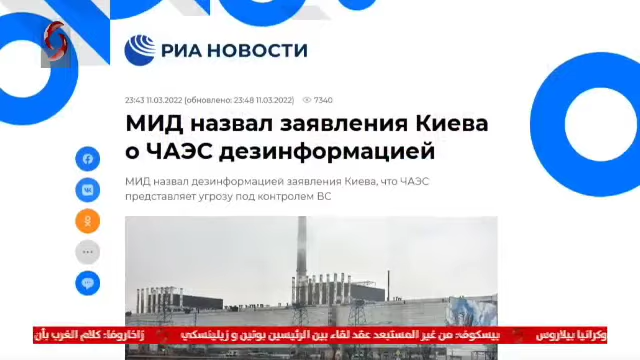 РИА НОВОСТИ
23:43 11.03.2022 (обновлено: 23:48 11.03.2022) 7340
МИД назвал заявления Киева
о ЧАЭС дезинформацией
МИД назвал дезинформацией заявления Киева, что ЧАЭС
представляет угрозу под контролем ВС
وكرانيا بيلاروس بيسكوف: من غير المستبعد عقد لقاء بين الرئيسين بوتين و زيلينسكي زاخاروفا: كلام الغرب بأن